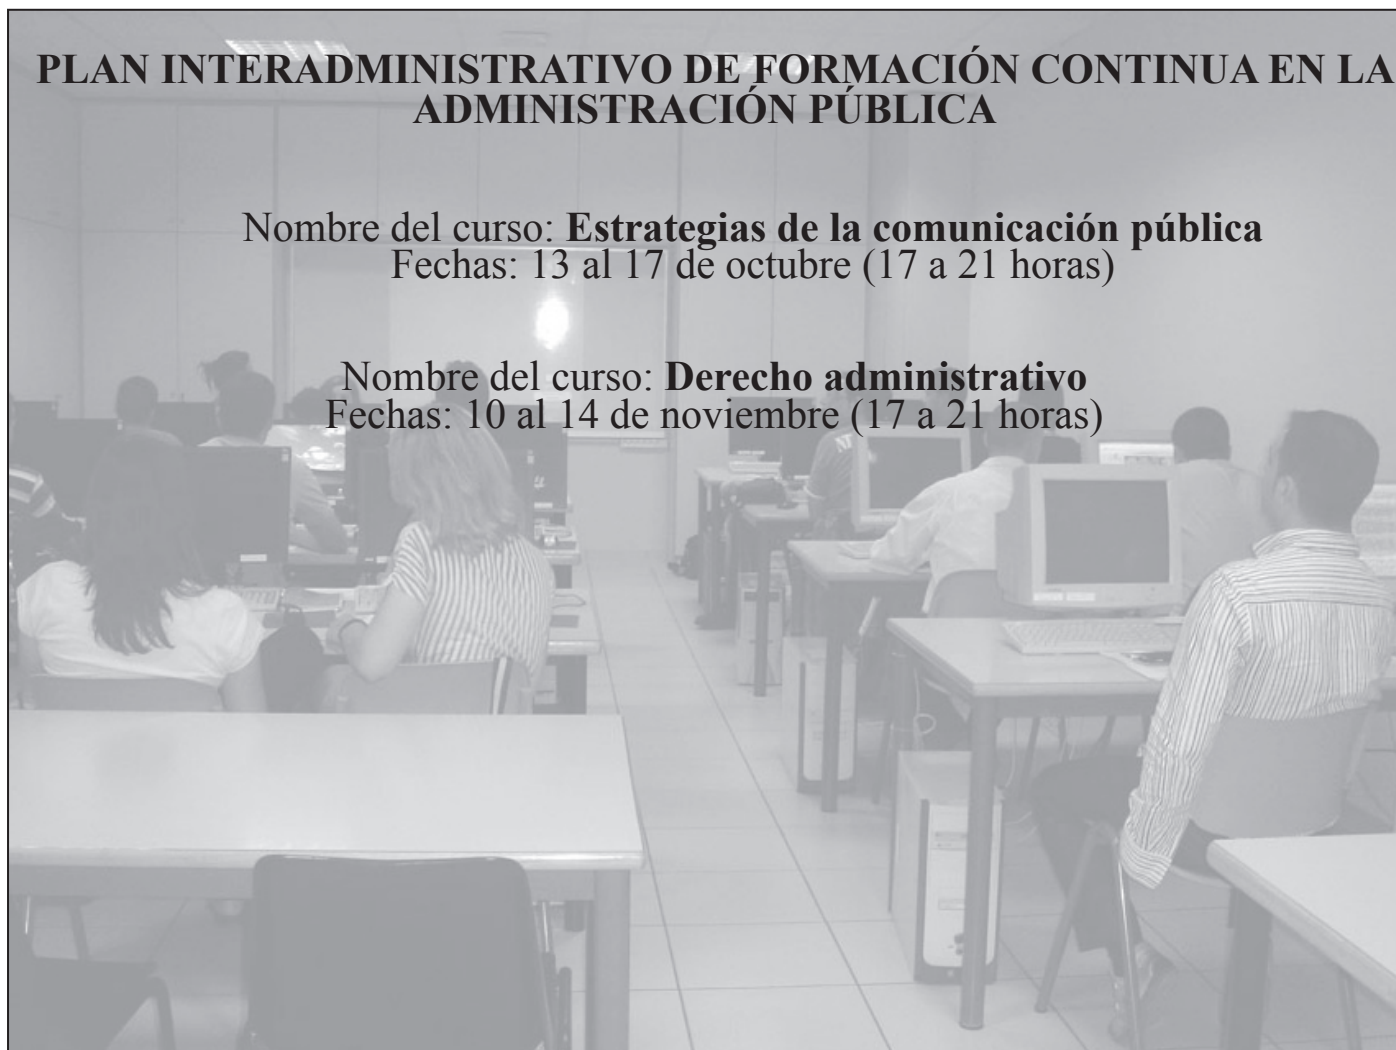 PLAN INTERADMINISTRATIVO DE FORMACIÓN CONTINUA EN LA
ADMINISTRACIÓN PÚBLICA
Nombre del curso: Estrategias de la comunicación pública
Fechas: 13 al 17 de octubre (17 a 21 horas)
Nombre del curso: Derecho administrativo
Fechas: 10 al 14 de noviembre (17 a 21 horas)